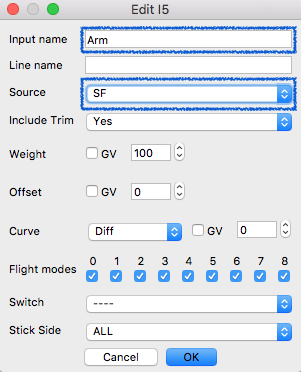 Edit I5
Input name Arm
Line name
Source SF
Include Trim Yes
Weight GV 100
Offset GV 0
Curve Diff GV 0
0 1 2 3 4 5 6 7 8
Flight modes
Switch ----
Stick Side ALL
Cancel OK